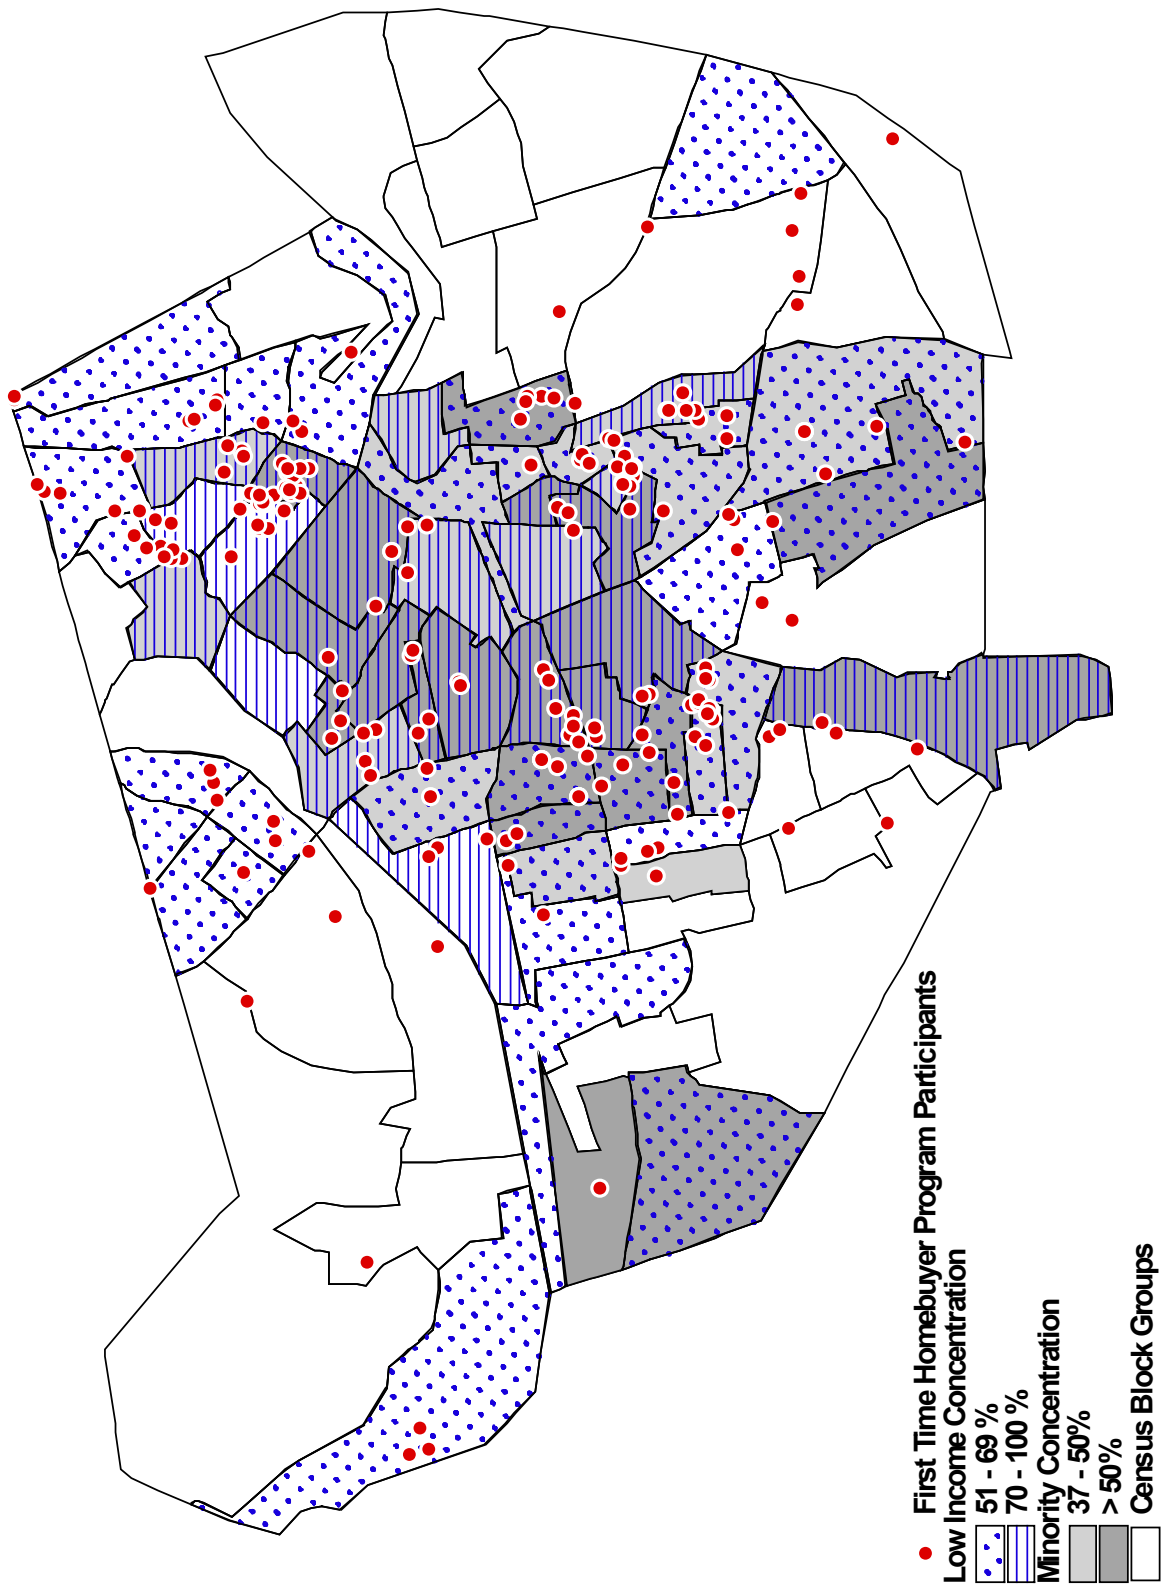 First Time Homebuyer Program Participants
Low Income Concentration
51 - 69 %
70 - 100 %
Minority Concentration
37 - 50%
> 50%
Census Block Groups